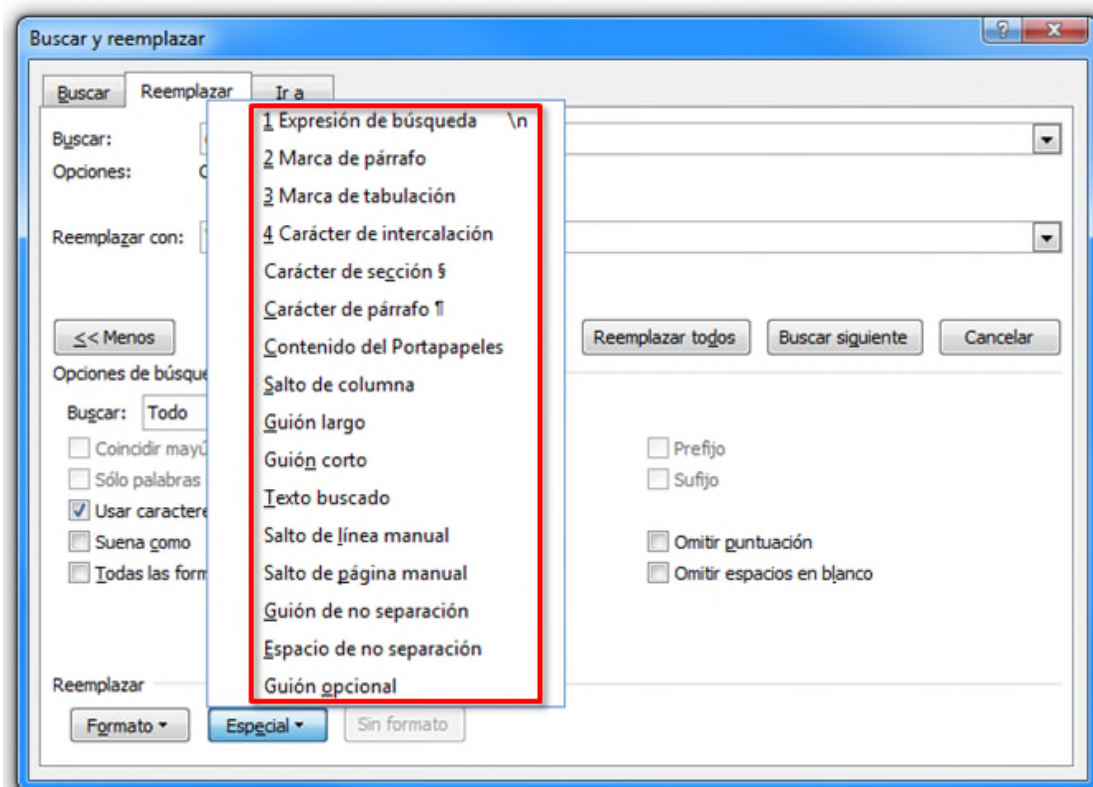 Buscar y reemplazar
Buscar Reemplazar Ir a
Buscar:
Opciones:
Reemplazar con:
1 Expresión de búsqueda \n
2 Marca de párrafo
3 Marca de tabulación
4 Carácter de intercalación
Carácter de sección §
Carácter de párrafo ¶
Contenido del Portapapeles
Salto de columna
Guión largo
Guión corto
Texto buscado
Salto de línea manual
Salto de página manual
Guión de no separación
Espacio de no separación
Guión opcional
<< Menos
Reemplazar todos Buscar siguiente Cancelar
Opciones de búsque
Buscar: Todo
Coincidir mayú
Sólo palabras
Usar caractere
Suena como
Todas las form
Prefijo
Sufijo
Omitir puntuación
Omitir espacios en blanco
Reemplazar
Formato Especial Sin formato